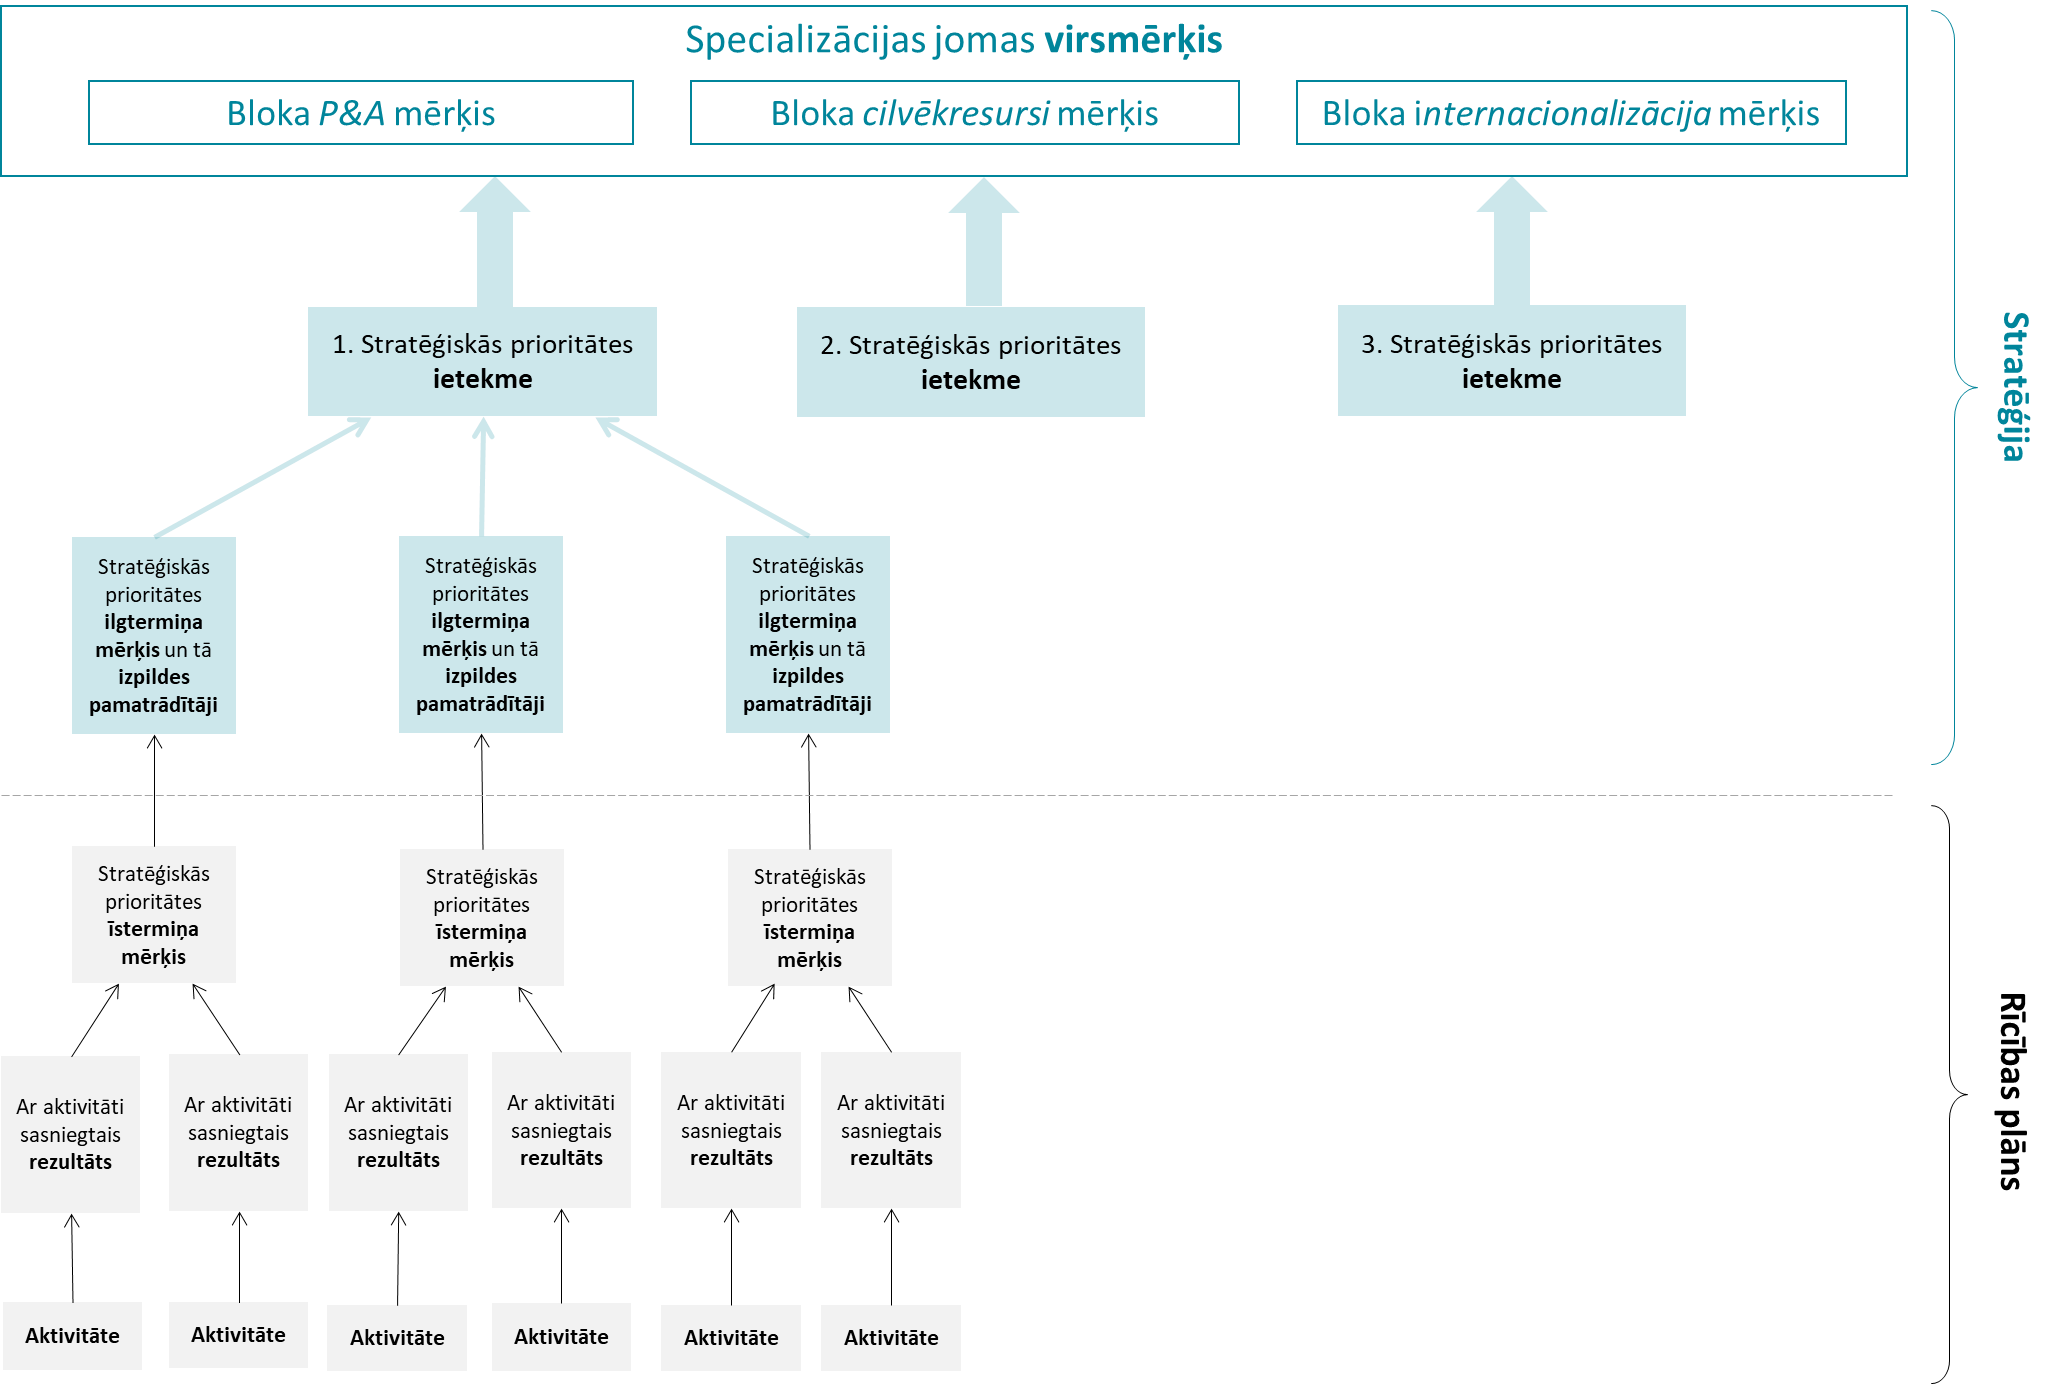 Specializācijas jomas virsmērķis
Bloka P&A mērķis
Bloka cilvēkresursi mērķis
Bloka internacionalizācija mērķis
1. Stratēģiskās prioritātes
ietekme
2. Stratēģiskās prioritātes
ietekme
3. Stratēģiskās prioritātes
ietekme
Stratēģija
Stratēģiskās
prioritātes
ilgtermiņa
mērķis un tā
izpildes
pamatrādītāji
Stratēģiskās
prioritātes
ilgtermiņa
mērķis un tā
izpildes
pamatrādītāji
Stratēģiskās
prioritātes
ilgtermiņa
mērķis un tā
izpildes
pamatrādītāji
Stratēģiskās
prioritātes
īstermiņa
mērķis
Stratēģiskās
prioritātes
īstermiņa
mērķis
Stratēģiskās
prioritātes
īstermiņa
mērķis
Rīcības plāns
Ar aktivitāti
sasniegtais
rezultāts
Ar aktivitāti
sasniegtais
rezultāts
Ar aktivitāti
sasniegtais
rezultāts
Ar aktivitāti
sasniegtais
rezultāts
Ar aktivitāti
sasniegtais
rezultāts
Ar aktivitāti
sasniegtais
rezultāts
Aktivitāte
Aktivitāte
Aktivitāte
Aktivitāte
Aktivitāte
Aktivitāte